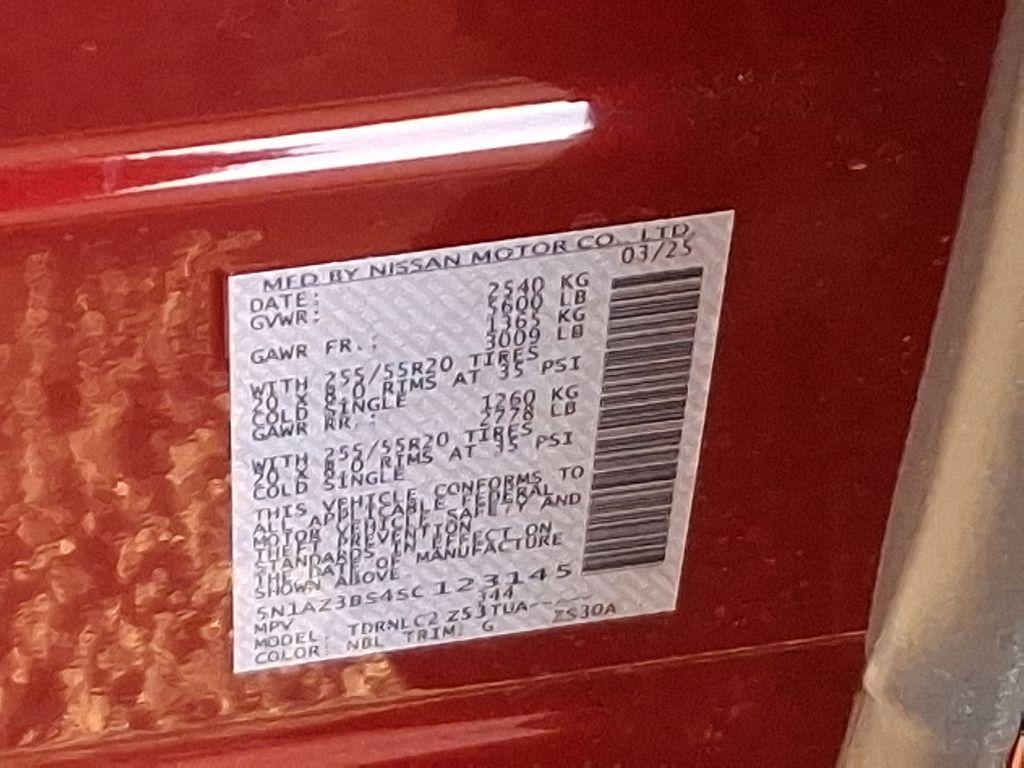 MFD BY NISSAN MOTOR CO., LTD.
DATE: 03/25
GVWR: 2540 KG
5600 LB
GAWR FR.: 1365 KG
3009 LB
WITH 255/55R20 TIRES
20 X 8.0 RIMS AT 35 PSI
COLD SINGLE
GAWR RR.: 1260 KG
2778 LB
WITH 255/55R20 TIRES
20 X 8.0 RIMS AT 35 PSI
COLD SINGLE
THIS VEHICLE CONFORMS TO
ALL APPLICABLE FEDERAL
MOTOR VEHICLE SAFETY AND
THEFT PREVENTION
STANDARDS IN EFFECT ON
THE DATE OF MANUFACTURE
SHOWN ABOVE.
5N1AZ3BS4SC 123145
MPV 344
MODEL: TDRNLC2 Z53TUA-----
COLOR: NBL TRIM: G ZS30A